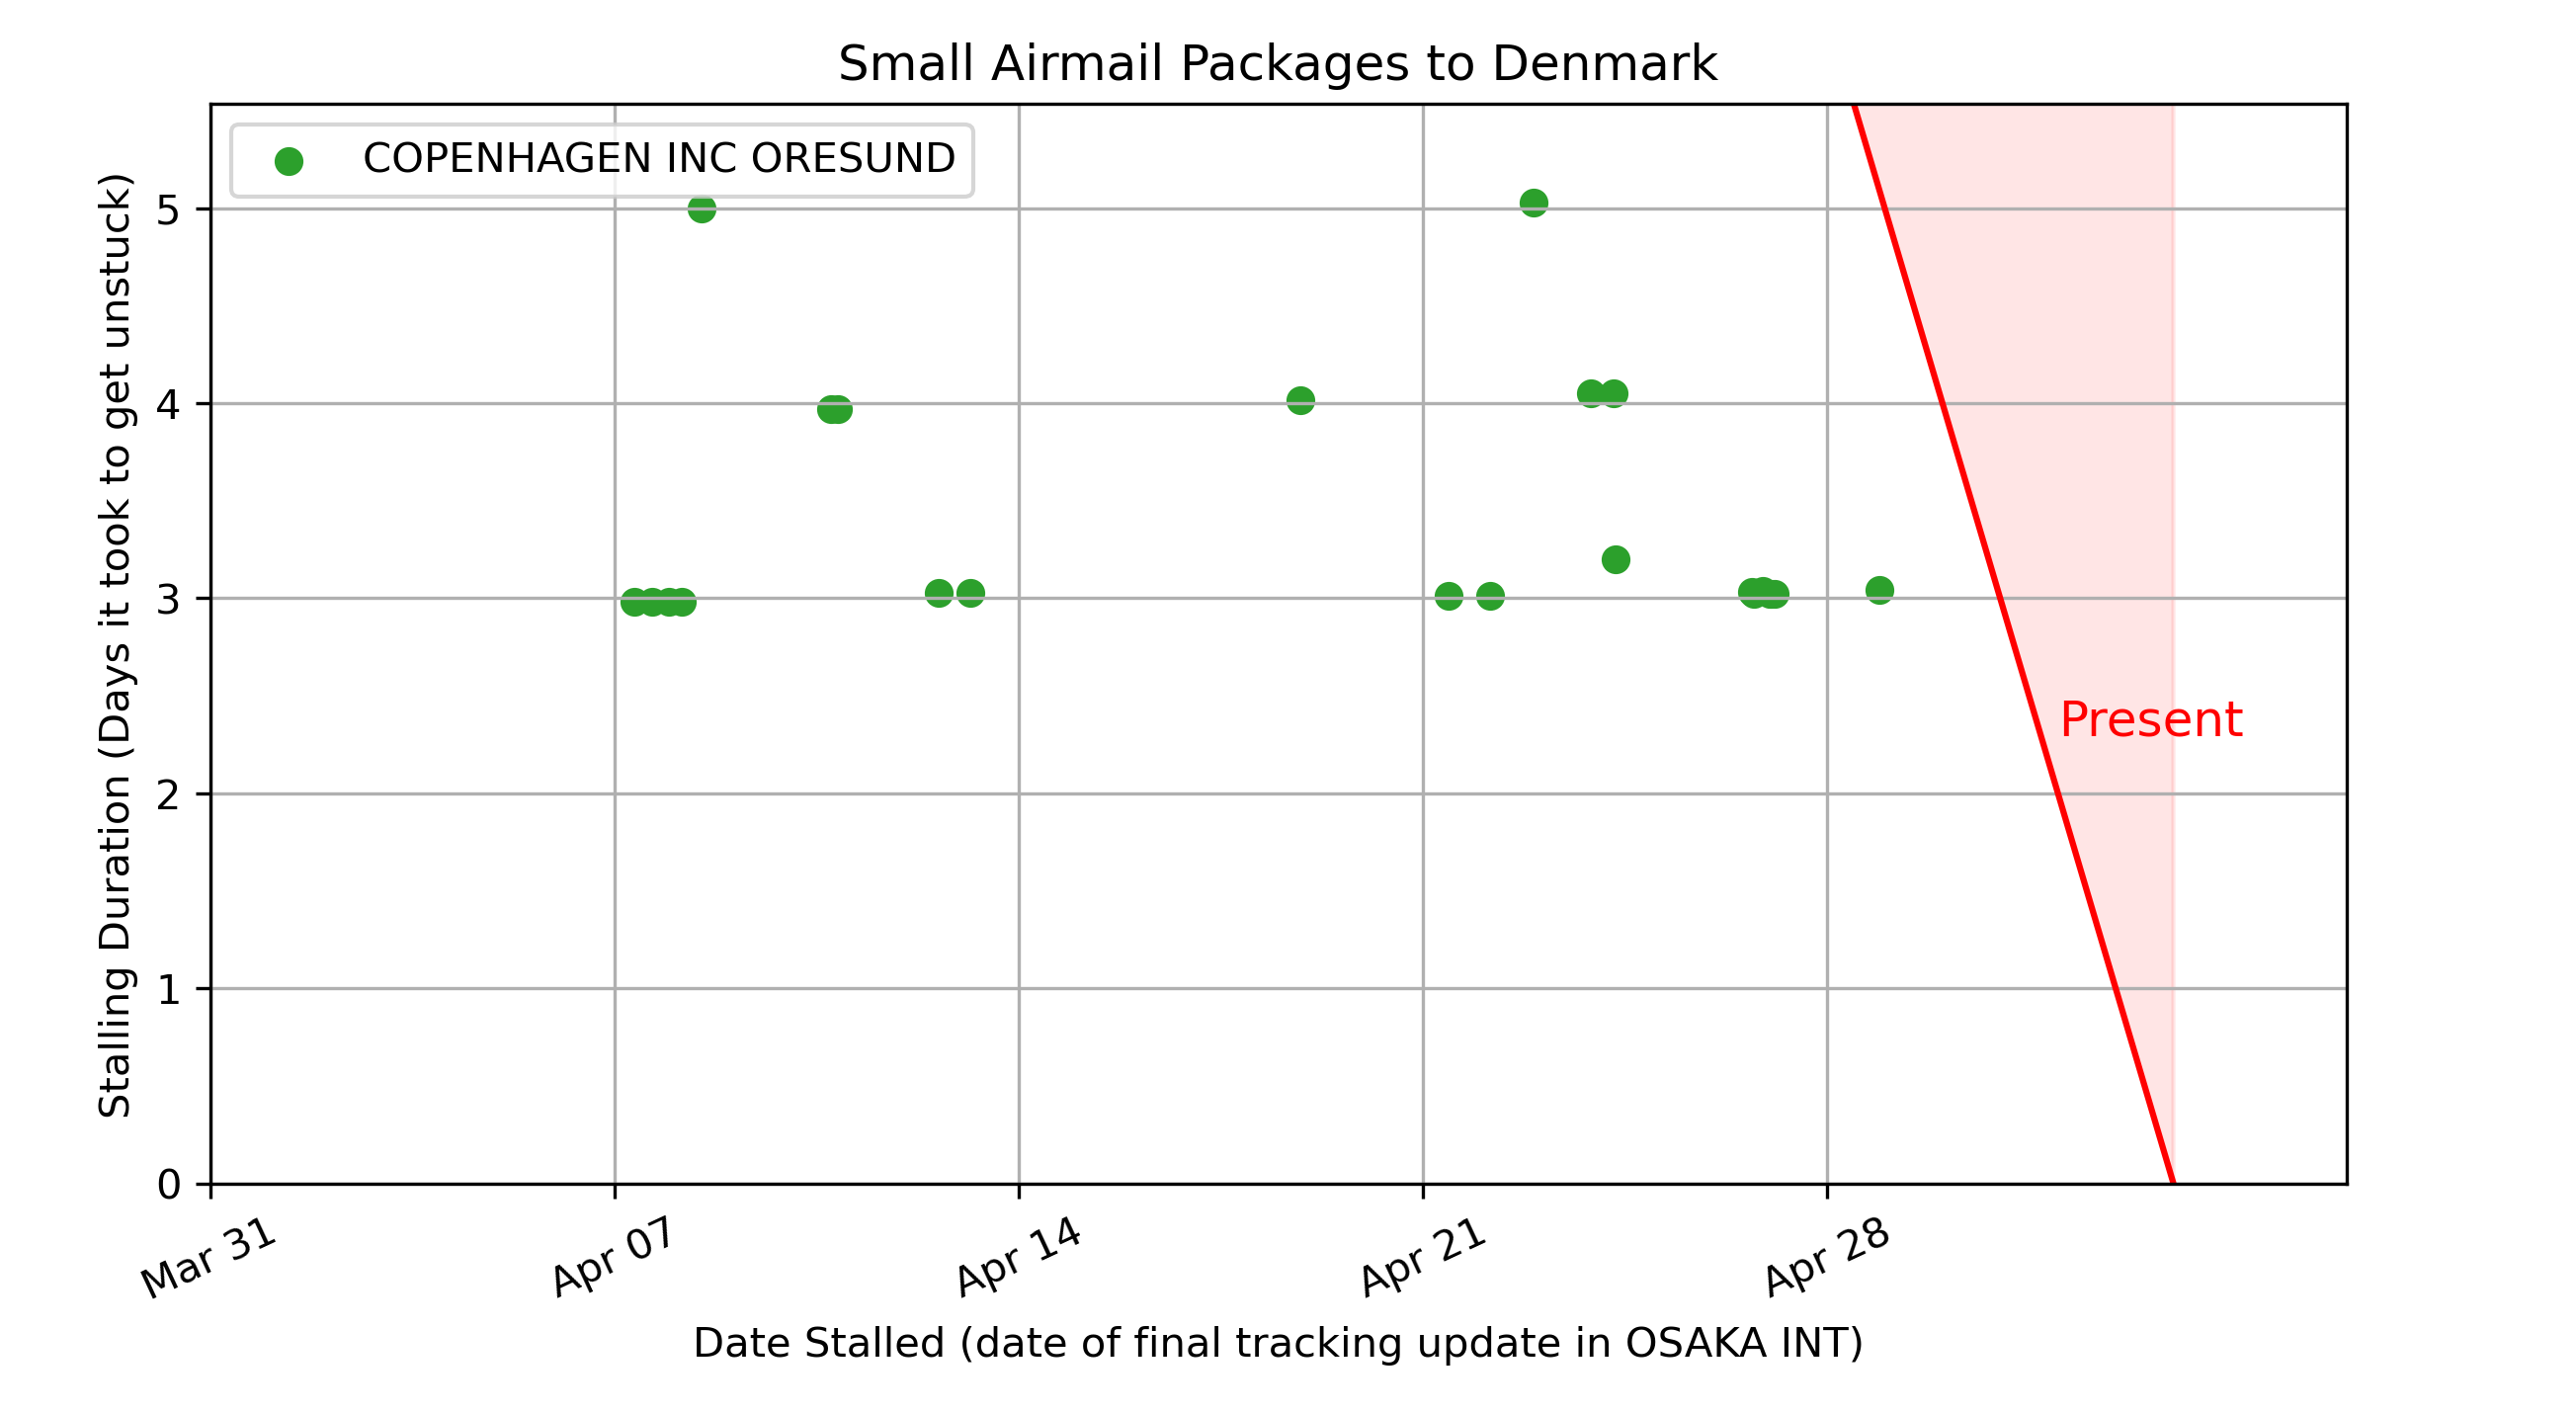 Small Airmail Packages to Denmark
COPENHAGEN INC ORESUND
Stalling Duration (Days it took to get unstuck)
5
4
3
2
1
0
Present
Mar 31
Apr 07
Apr 14
Apr 21
Apr 28
Date Stalled (date of final tracking update in OSAKA INT)